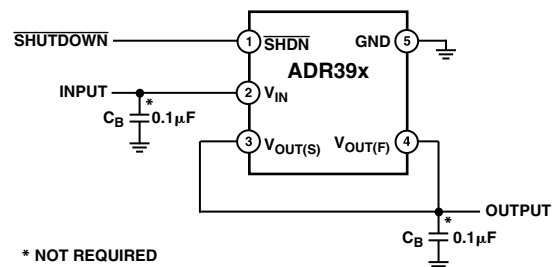 SHUTDOWN
1
SHDN
GND
5
ADR39x
INPUT
2
VIN
*
CB
0.1μF
3
VOUT(S)
VOUT(F)
4
OUTPUT
*
CB
0.1μF
* NOT REQUIRED